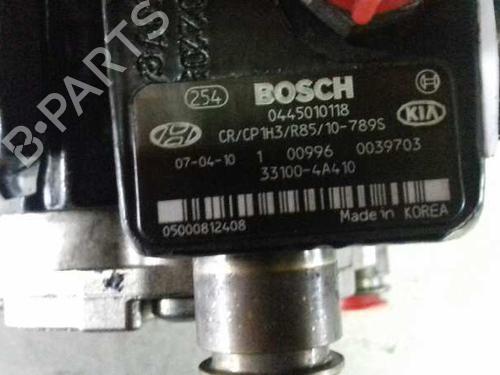 B-PARTS
254 BOSCH
0445010118
CR/CP1H3/R85/10-789S
KIA
07-04-10 1 00996 0039703
33100-4A410
05000812408 Made in KOREA